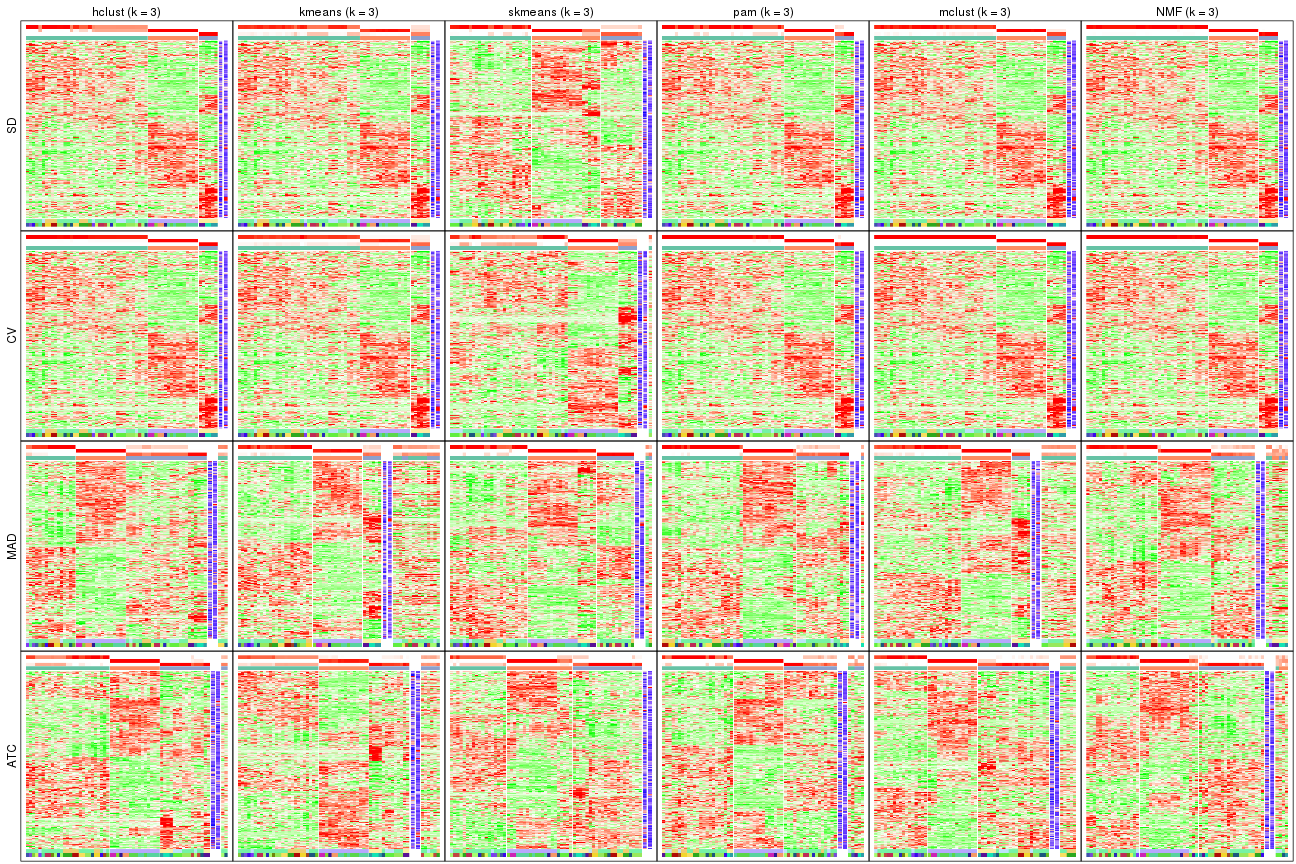 hclust (k = 3) kmeans (k = 3) skmeans (k = 3) pam (k = 3) mclust (k = 3) NMF (k = 3)
SD
CV
MAD
ATC